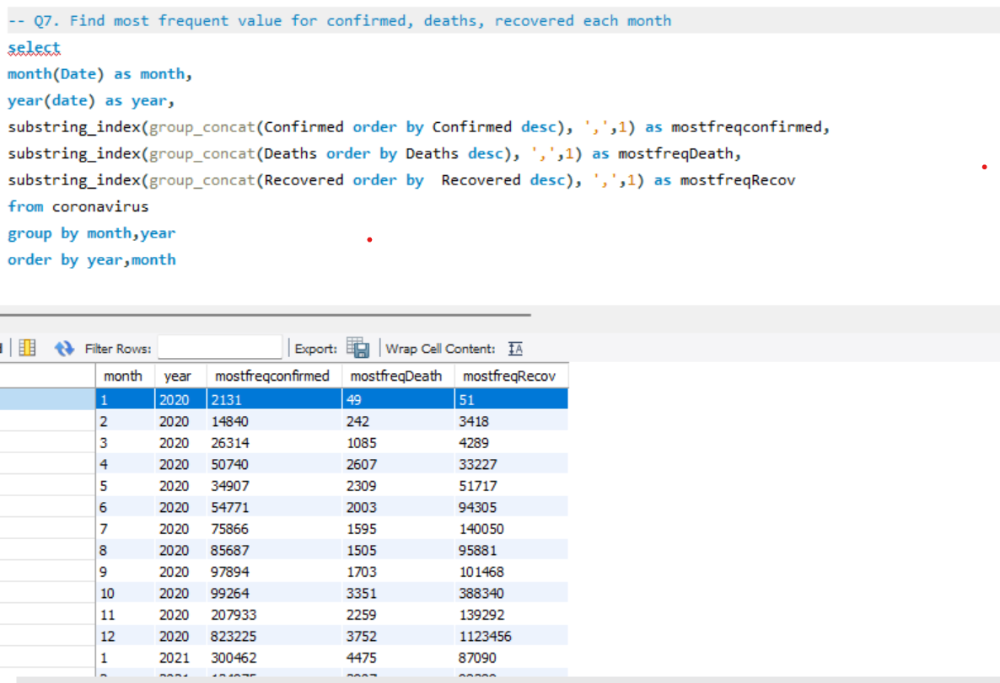 -- Q7. Find most frequent value for confirmed, deaths, recovered each month
select
month(Date) as month,
year(date) as year,
substring_index(group_concat(Confirmed order by Confirmed desc), ',',1) as mostfreqconfirmed,
substring_index(group_concat(Deaths order by Deaths desc), ',',1) as mostfreqDeath,
substring_index(group_concat(Recovered order by  Recovered desc), ',',1) as mostfreqRecov
from coronavirus
group by month,year
order by year,month
Filter Rows: Export: Wrap Cell Content: IA
month year mostfreqconfirmed mostfreqDeath mostfreqRecov
1 2020 2131 49 51
2 2020 14840 242 3418
3 2020 26314 1085 4289
4 2020 50740 2607 33227
5 2020 34907 2309 51717
6 2020 54771 2003 94305
7 2020 75866 1595 140050
8 2020 85687 1505 95881
9 2020 97894 1703 101468
10 2020 99264 3351 388340
11 2020 207933 2259 139292
12 2020 823225 3752 1123456
1 2021 300462 4475 87090